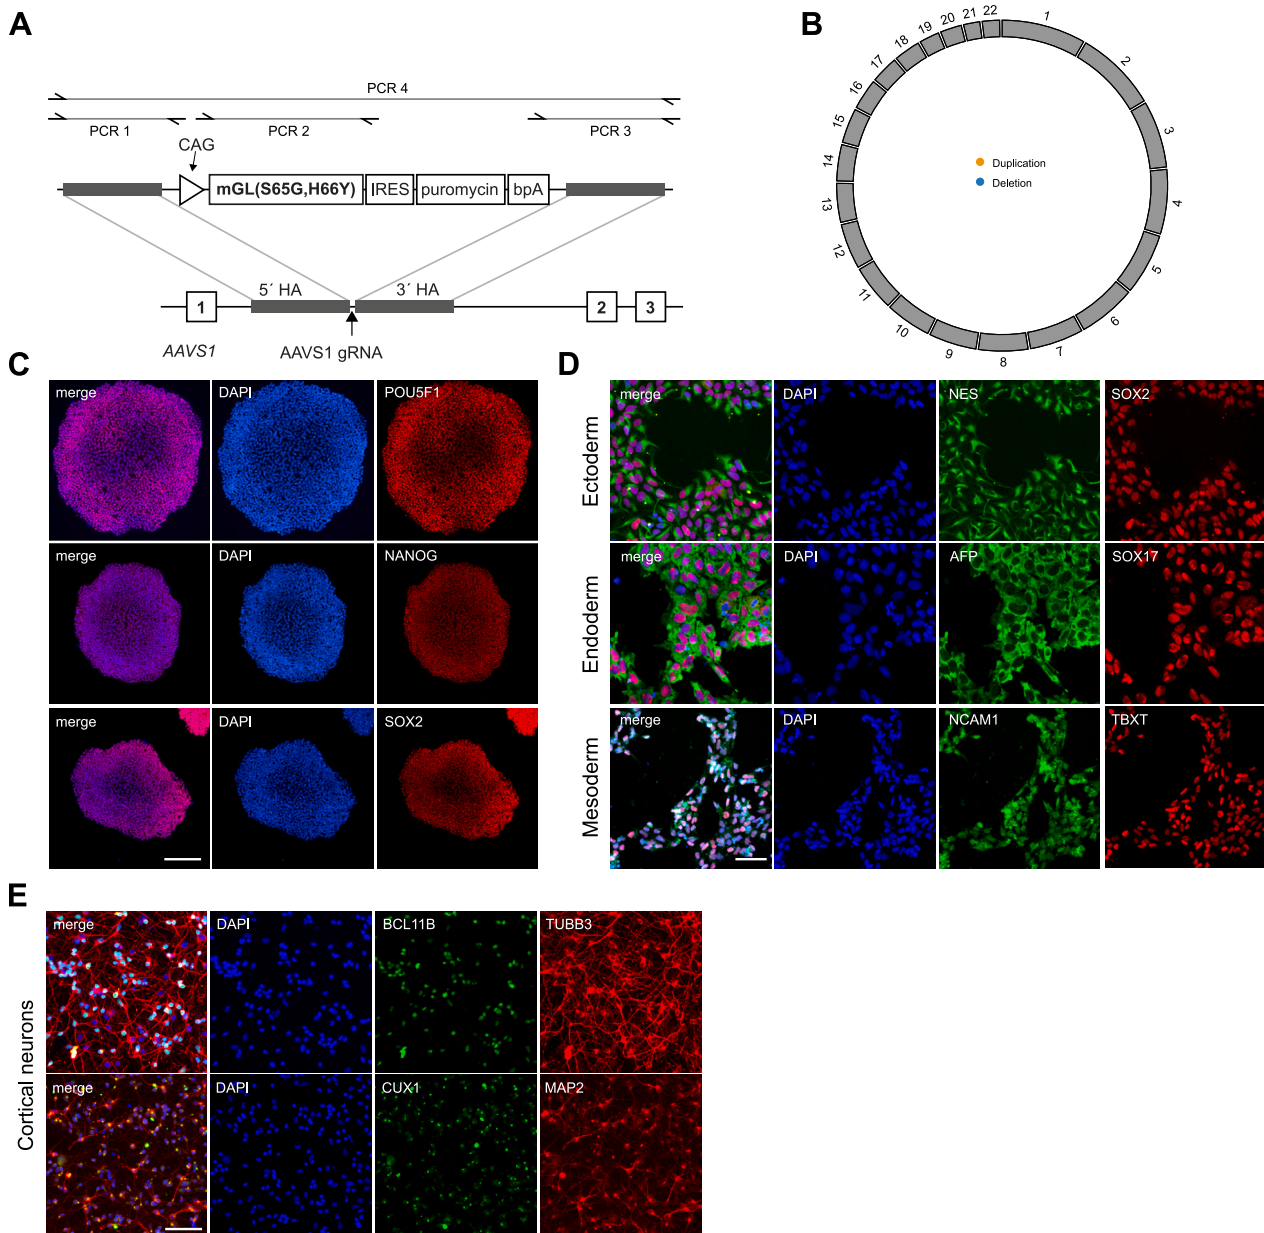 A
PCR 4
PCR 1
PCR 2
PCR 3
CAG
mGL(S65G,H66Y)
IRES
puromycin
bpA
5´ HA
3´ HA
1
2
3
AAVS1
AAVS1 gRNA
B
1
2
3
4
5
6
7
8
9
10
11
12
13
14
15
16
17
18
19
20
21
22
Duplication
Deletion
C
merge
DAPI
POU5F1
merge
DAPI
NANOG
merge
DAPI
SOX2
D
Ectoderm
merge
DAPI
NES
SOX2
Endoderm
merge
DAPI
AFP
SOX17
Mesoderm
merge
DAPI
NCAM1
TBXT
E
Cortical neurons
merge
DAPI
BCL11B
TUBB3
merge
DAPI
CUX1
MAP2